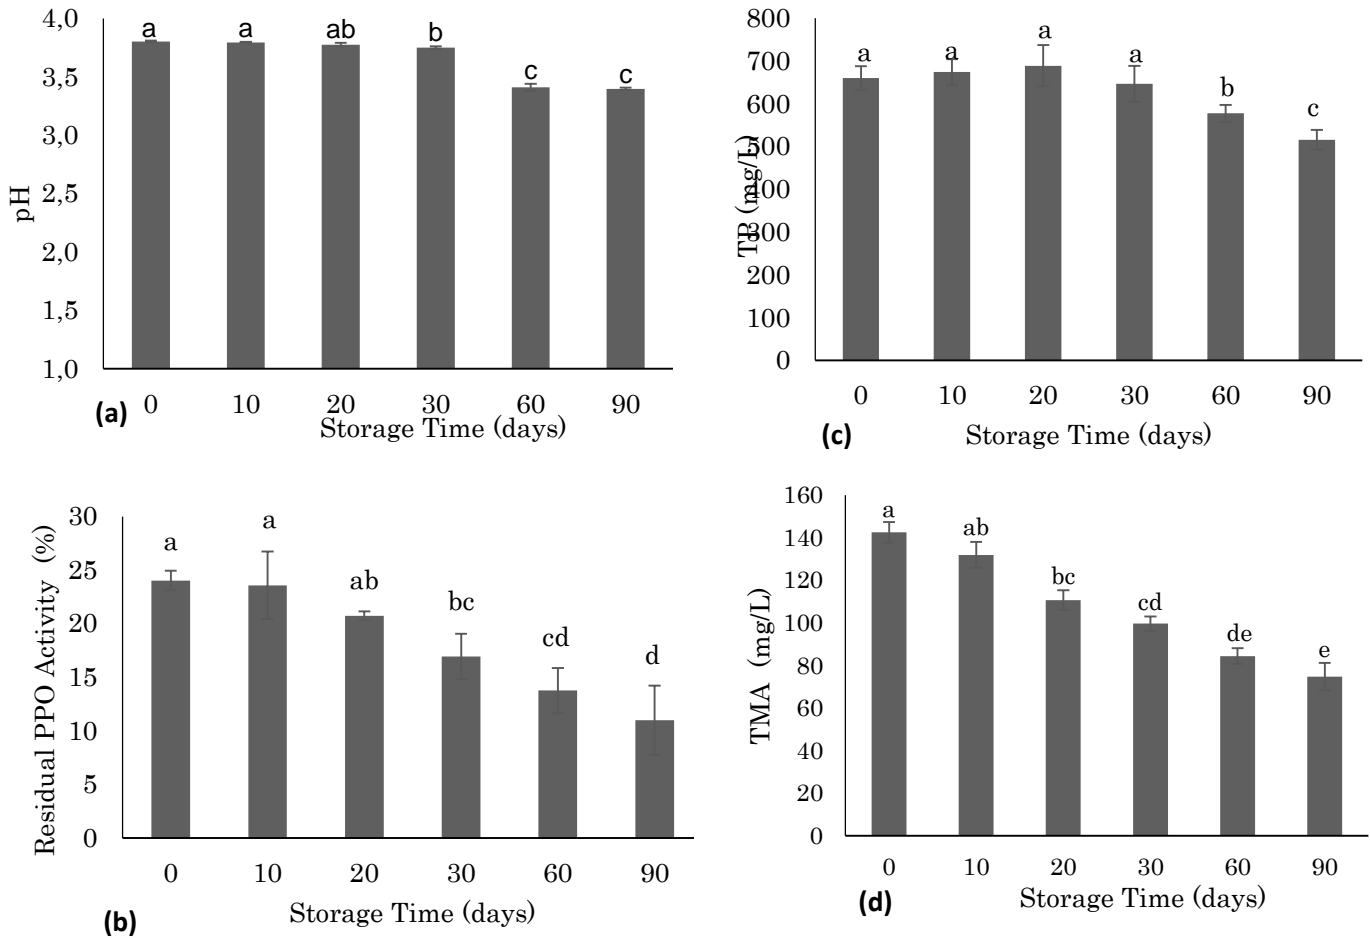 4,0
3,5
3,0
2,5
2,0
1,5
1,0
pH
a a ab b c c
0 10 20 30 60 90
Storage Time (days)
(a)
800
700
600
500
400
300
200
100
0
TP (mg/L)
a a a a b c
0 10 20 30 60 90
Storage Time (days)
(c)
30
25
20
15
10
5
0
Residual PPO Activity (%)
a a ab bc cd d
0 10 20 30 60 90
Storage Time (days)
(b)
160
140
120
100
80
60
40
20
0
TMA (mg/L)
a ab bc cd de e
0 10 20 30 60 90
Storage Time (days)
(d)